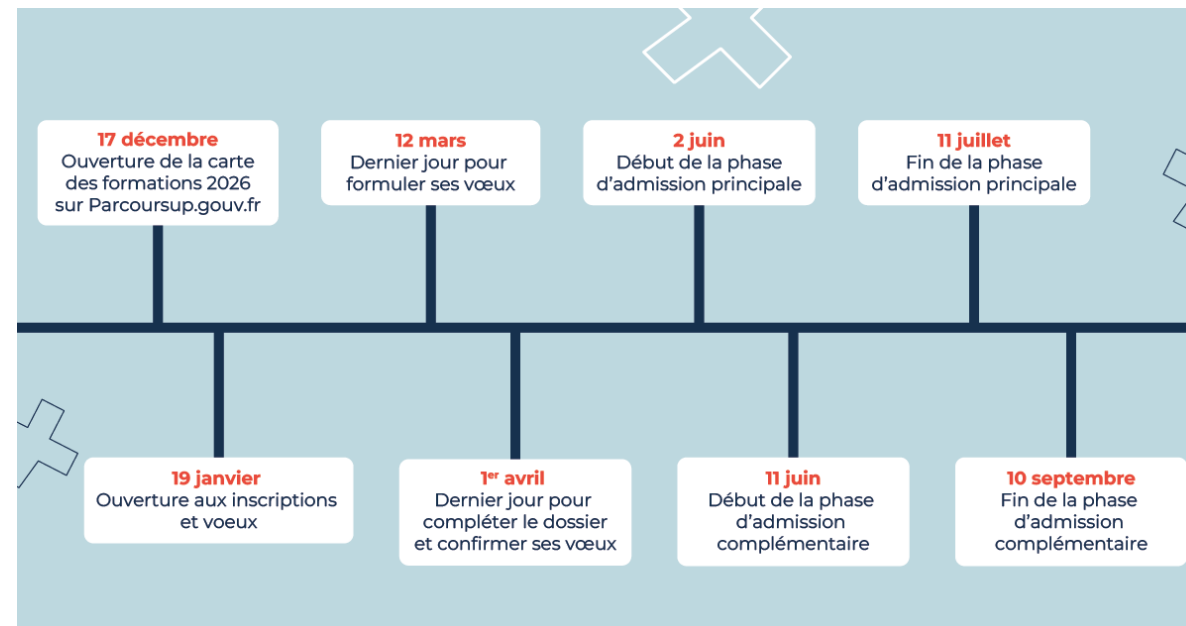 17 décembre
Ouverture de la carte
des formations 2026
sur Parcoursup.gouv.fr
19 janvier
Ouverture aux inscriptions
et voeux
12 mars
Dernier jour pour
formuler ses vœux
1er avril
Dernier jour pour
compléter le dossier
et confirmer ses vœux
2 juin
Début de la phase
d’admission principale
11 juin
Début de la phase
d’admission
complémentaire
11 juillet
Fin de la phase
d’admission principale
10 septembre
Fin de la phase
d’admission
complémentaire